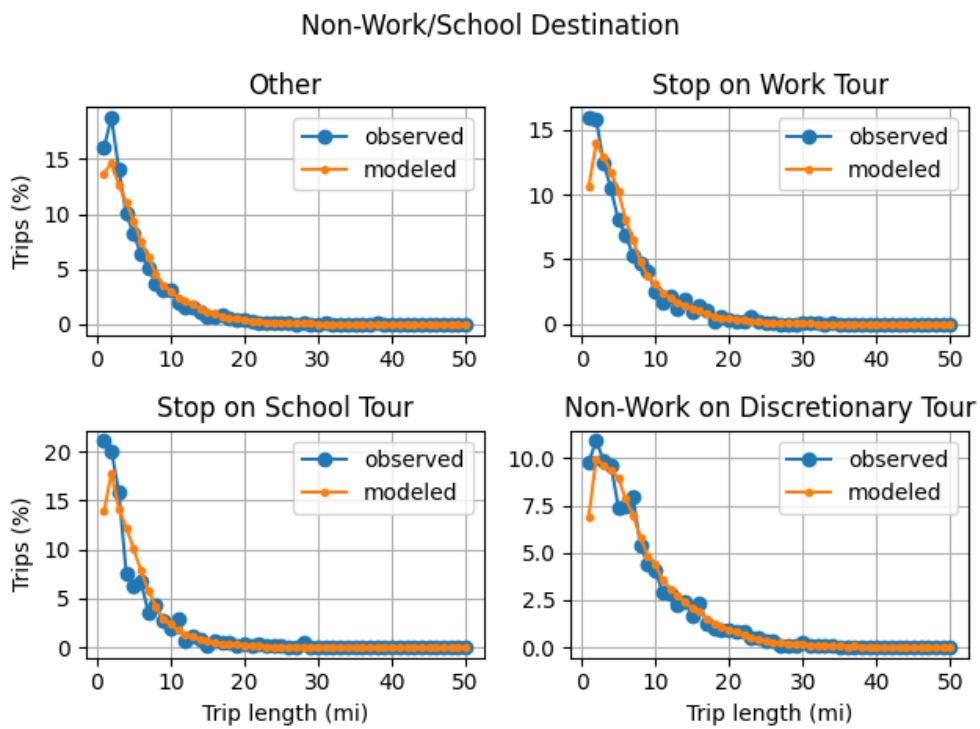 Non-Work/School Destination
Other
Trips (%)
15
10
5
0
observed
modeled
0 10 20 30 40 50
Stop on Work Tour
15
10
5
0
observed
modeled
0 10 20 30 40 50
Stop on School Tour
Trips (%)
20
15
10
5
0
observed
modeled
0 10 20 30 40 50
Trip length (mi)
Non-Work on Discretionary Tour
10.0
7.5
5.0
2.5
0.0
observed
modeled
0 10 20 30 40 50
Trip length (mi)